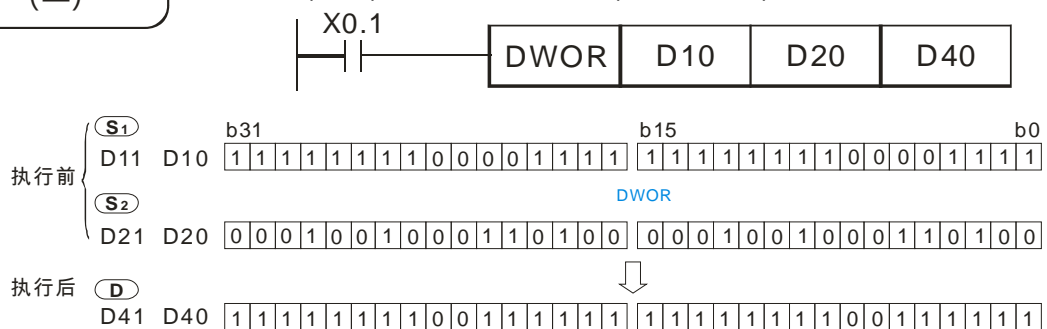 X0.1
DWOR D10 D20 D40
S1
b31 b15 b0
D11 D10 1 1 1 1 1 1 1 1 0 0 0 0 1 1 1 1 1 1 1 1 1 1 1 1 0 0 0 0 1 1 1 1
执行前
DWOR
S2
D21 D20 0 0 0 1 0 0 1 0 0 0 1 1 0 1 0 0 0 0 0 1 0 0 1 0 0 0 1 1 0 1 0 0
执行后 D
D41 D40 1 1 1 1 1 1 1 1 0 0 1 1 1 1 1 1 1 1 1 1 1 1 1 1 0 0 1 1 1 1 1 1